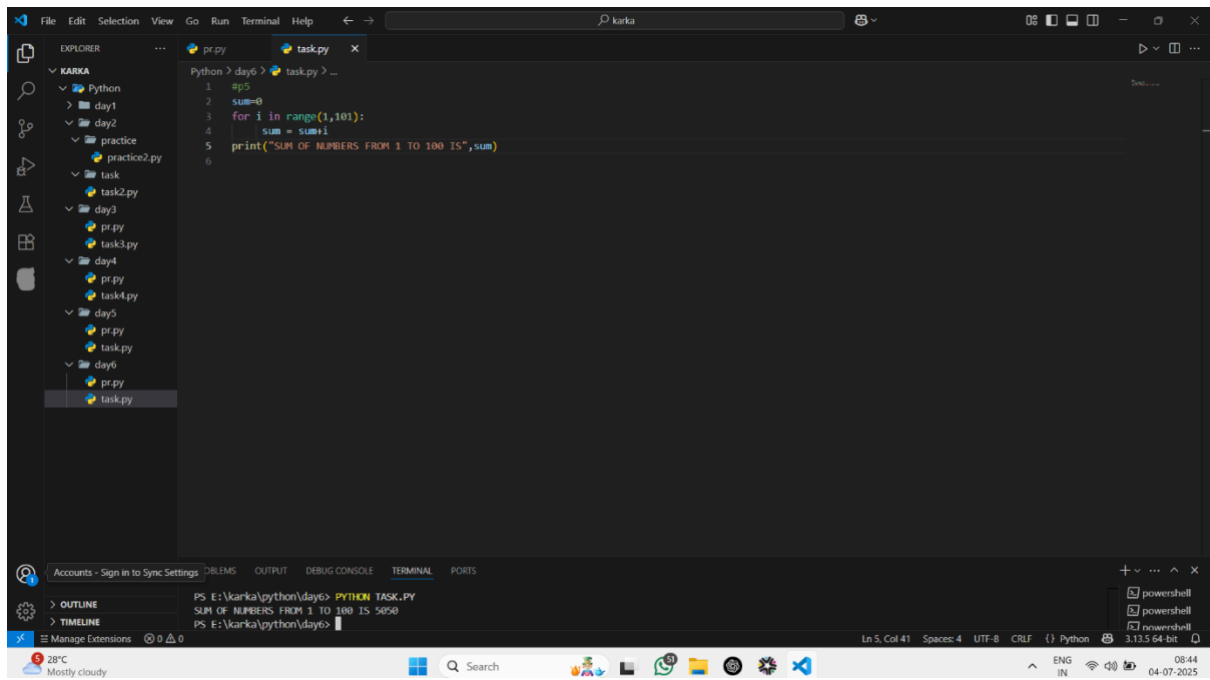 File Edit Selection View Go Run Terminal Help
karka
EXPLORER
pr.py
task.py
KARKA
Python > day6 > task.py > ...
Python
day1
day2
practice
practice2.py
task
task2.py
day3
pr.py
task3.py
day4
pr.py
task4.py
day5
pr.py
task.py
day6
pr.py
task.py
1 #p5
2 sum=0
3 for i in range(1,101):
4 sum = sum+i
5 print("SUM OF NUMBERS FROM 1 TO 100 IS",sum)
6
Accounts - Sign in to Sync Settings
OUTPUT DEBUG CONSOLE TERMINAL PORTS
1
OUTLINE
TIMELINE
PS E:\karka\python\day6> PYTHON TASK.PY
SUM OF NUMBERS FROM 1 TO 100 IS 5050
PS E:\karka\python\day6>
powershell
powershell
powershell
Manage Extensions 0 0
Ln 5, Col 41 Spaces: 4 UTF-8 CRLF {} Python 3.13.5 64-bit
5
28°C
Mostly cloudy
Search
51
ENG
IN
08:44
04-07-2025